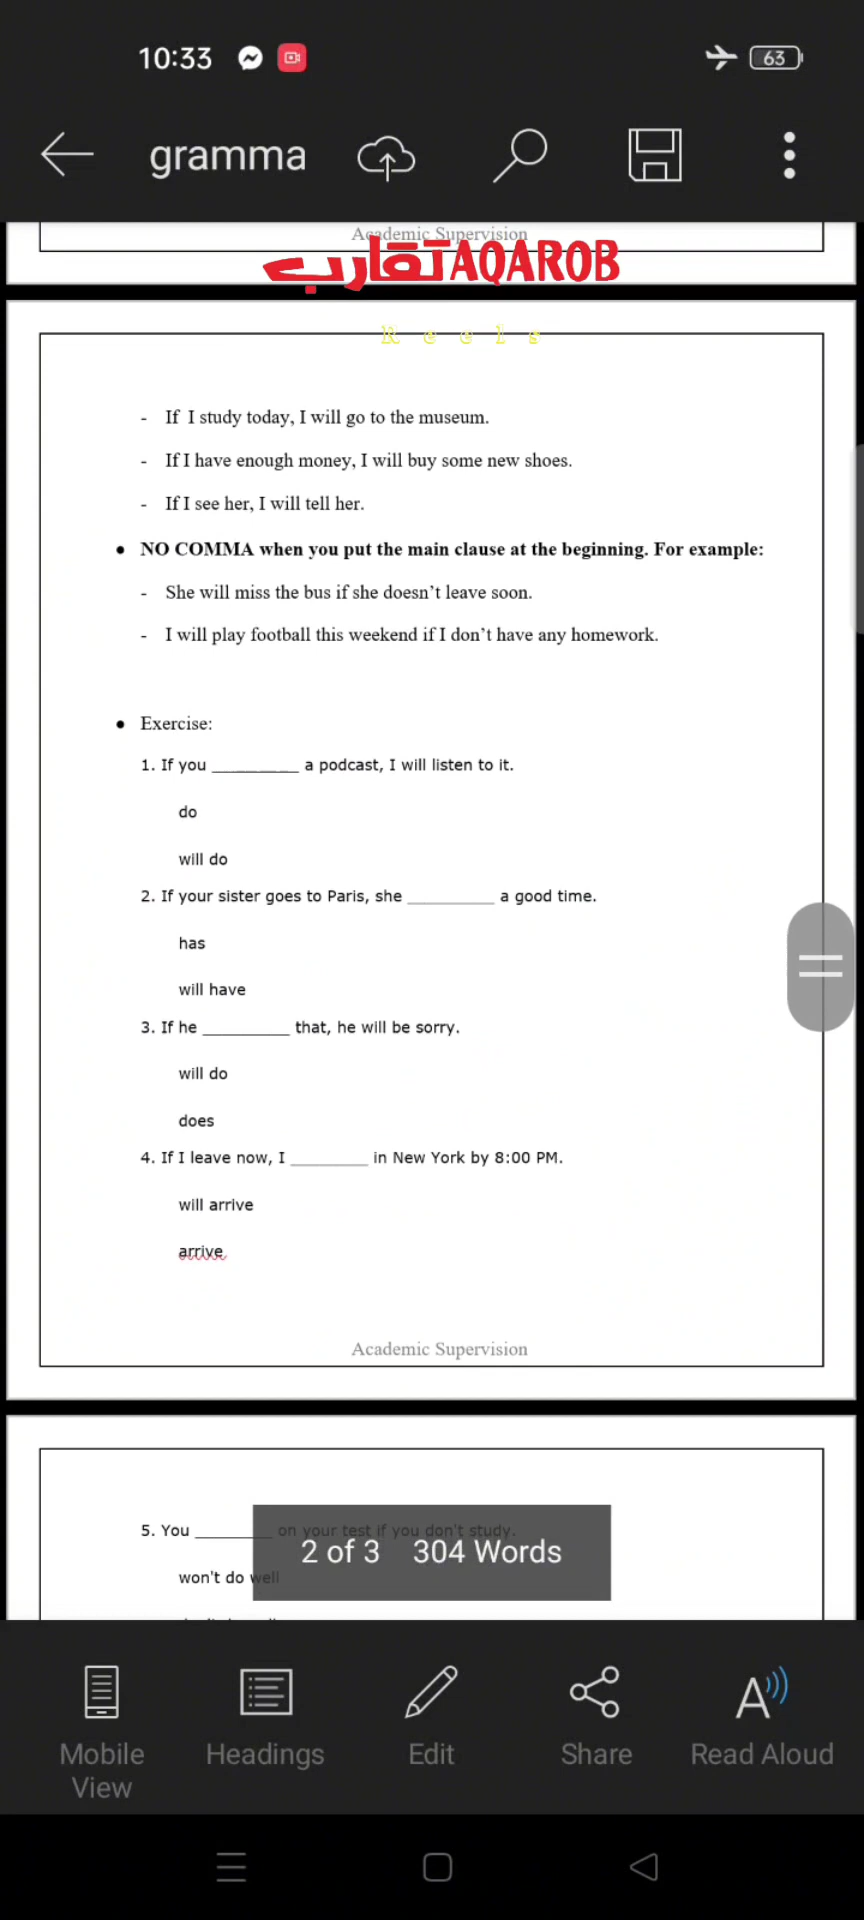 10:33
63
gramma
Academic Supervision
تقارب AQAROB
Reels
- If I study today, I will go to the museum.
- If I have enough money, I will buy some new shoes.
- If I see her, I will tell her.
• NO COMMA when you put the main clause at the beginning. For example:
- She will miss the bus if she doesn’t leave soon.
- I will play football this weekend if I don’t have any homework.
• Exercise:
1. If you _________ a podcast, I will listen to it.
do
will do
2. If your sister goes to Paris, she _________ a good time.
has
will have
3. If he _________ that, he will be sorry.
will do
does
4. If I leave now, I ________ in New York by 8:00 PM.
will arrive
arrive
Academic Supervision
5. You ________ on your test if you don't study.
won't do well
2 of 3 304 Words
Mobile View
Headings
Edit
Share
A
Read Aloud